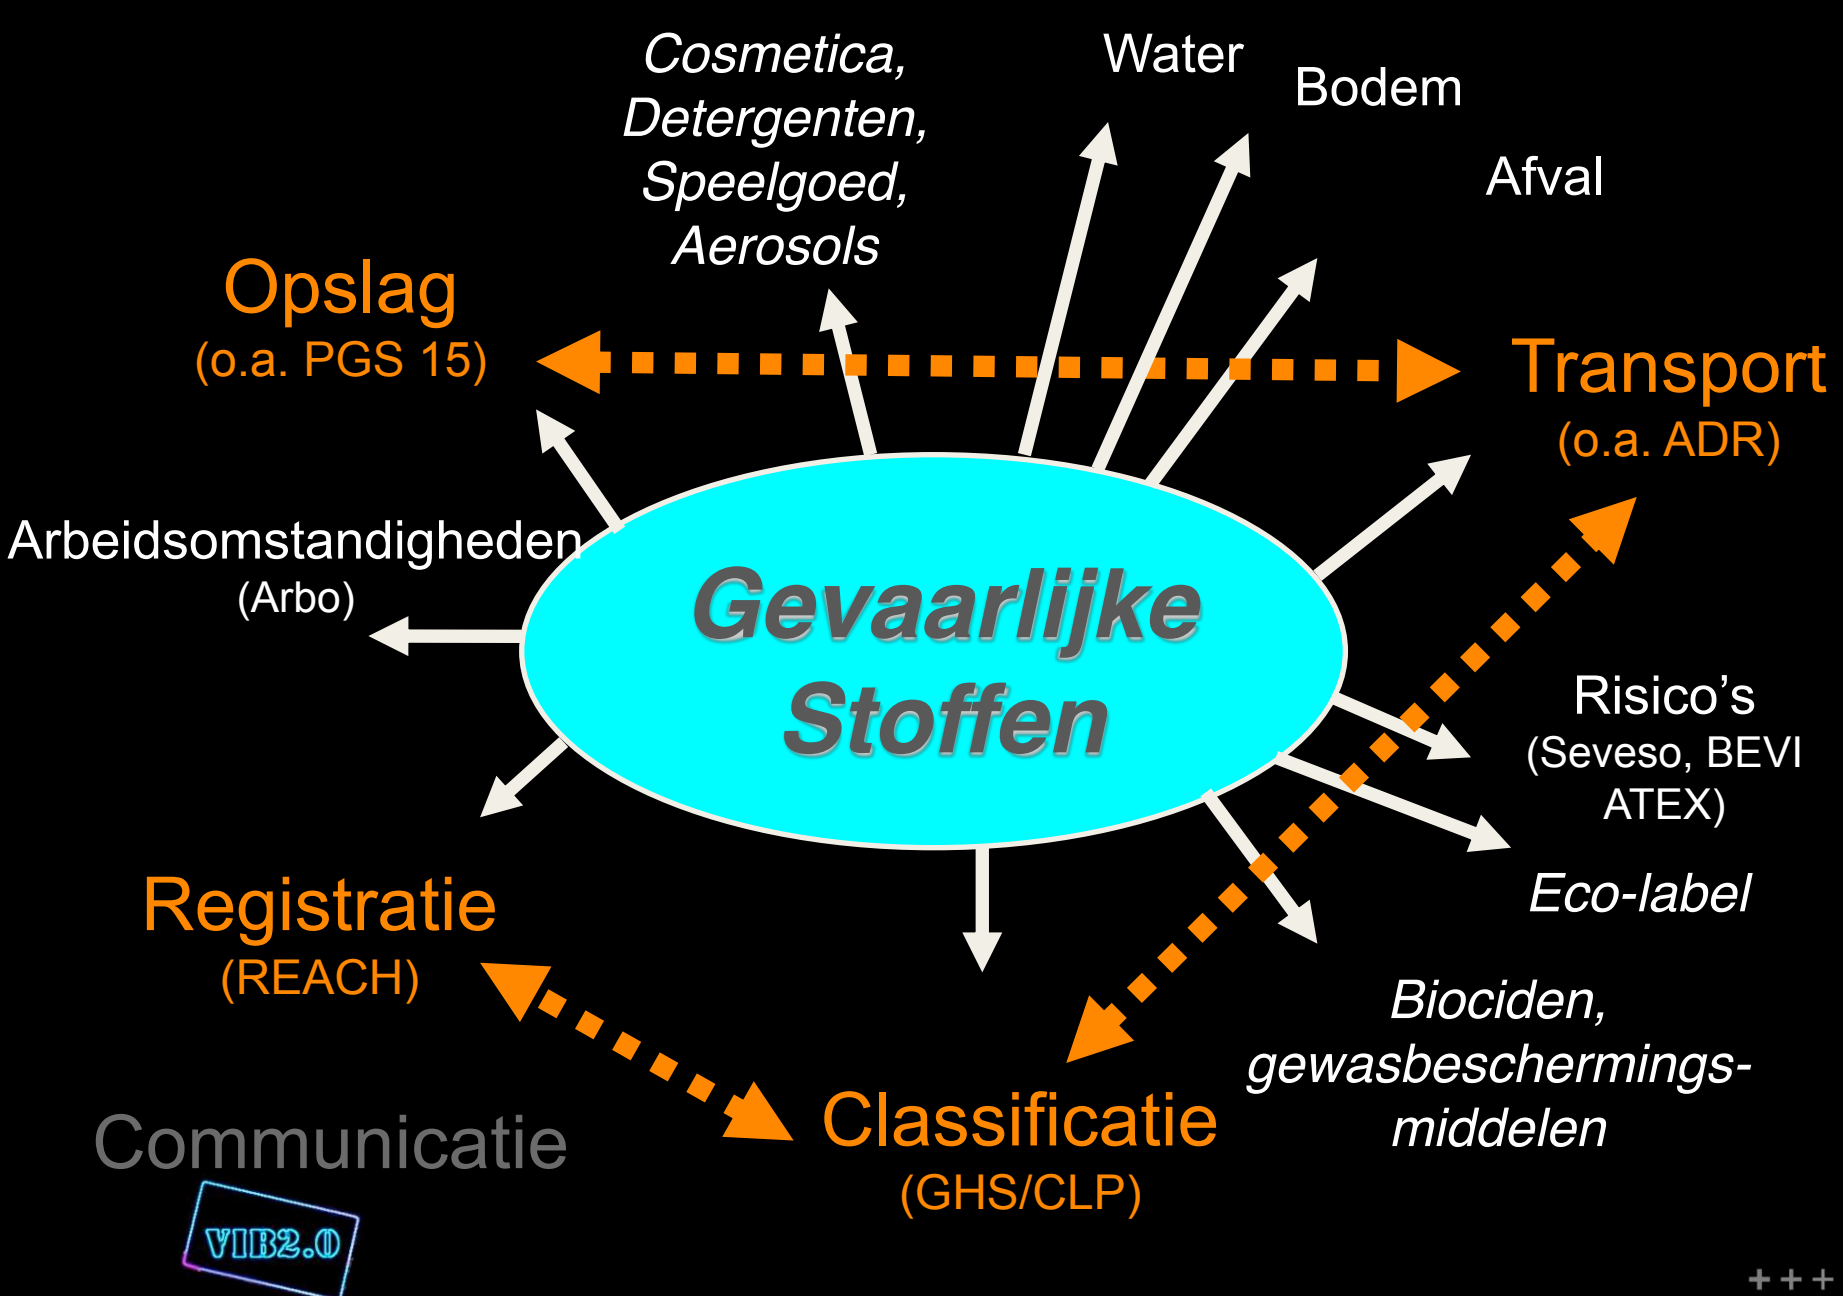 Cosmetica,
Detergenten,
Speelgoed,
Aerosols
Water
Bodem
Afval
Opslag
(o.a. PGS 15)
Transport
(o.a. ADR)
Arbeidsomstandigheden
(Arbo)
Gevaarlijke
Stoffen
Risico’s
(Seveso, BEVI
ATEX)
Eco-label
Registratie
(REACH)
Biociden,
gewasbeschermings-
middelen
Classificatie
(GHS/CLP)
Communicatie
VIB2.0
+ + +